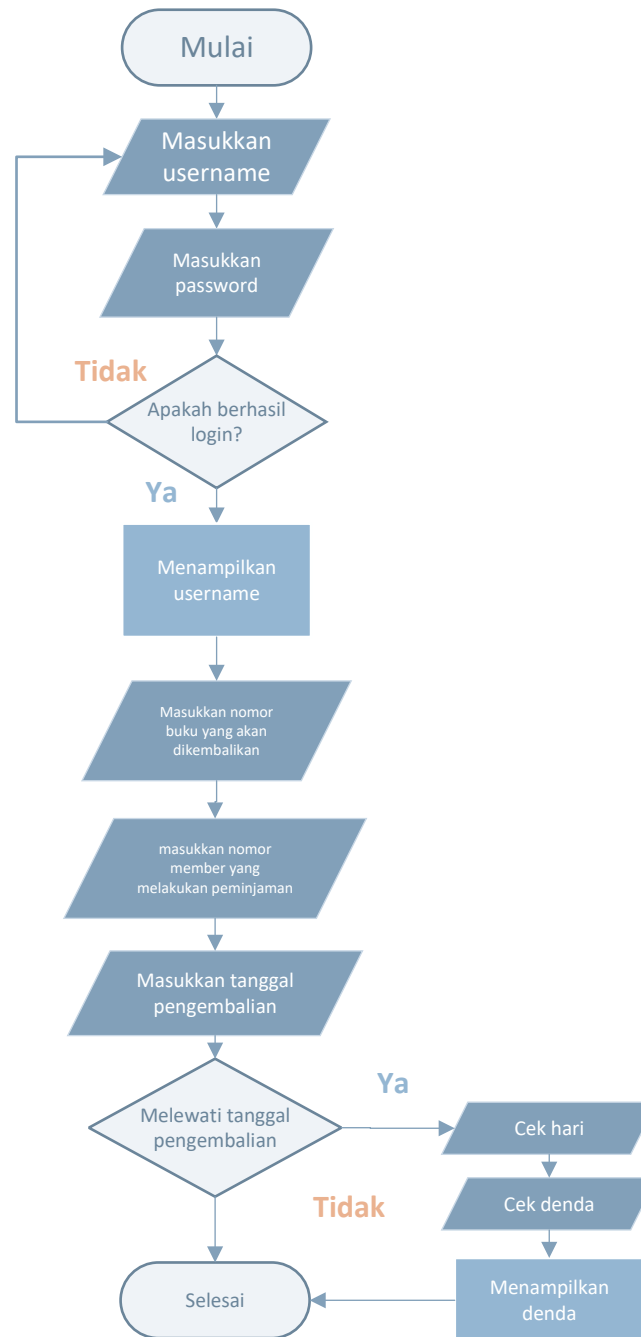 Mulai
Masukkan
username
Masukkan
password
Tidak
Apakah berhasil
login?
Ya
Menampilkan
username
Masukkan nomor
buku yang akan
dikembalikan
masukkan nomor
member yang
melakukan peminjaman
Masukkan tanggal
pengembalian
Ya
Melewati tanggal
pengembalian
Cek hari
Tidak
Cek denda
Menampilkan
denda
Selesai